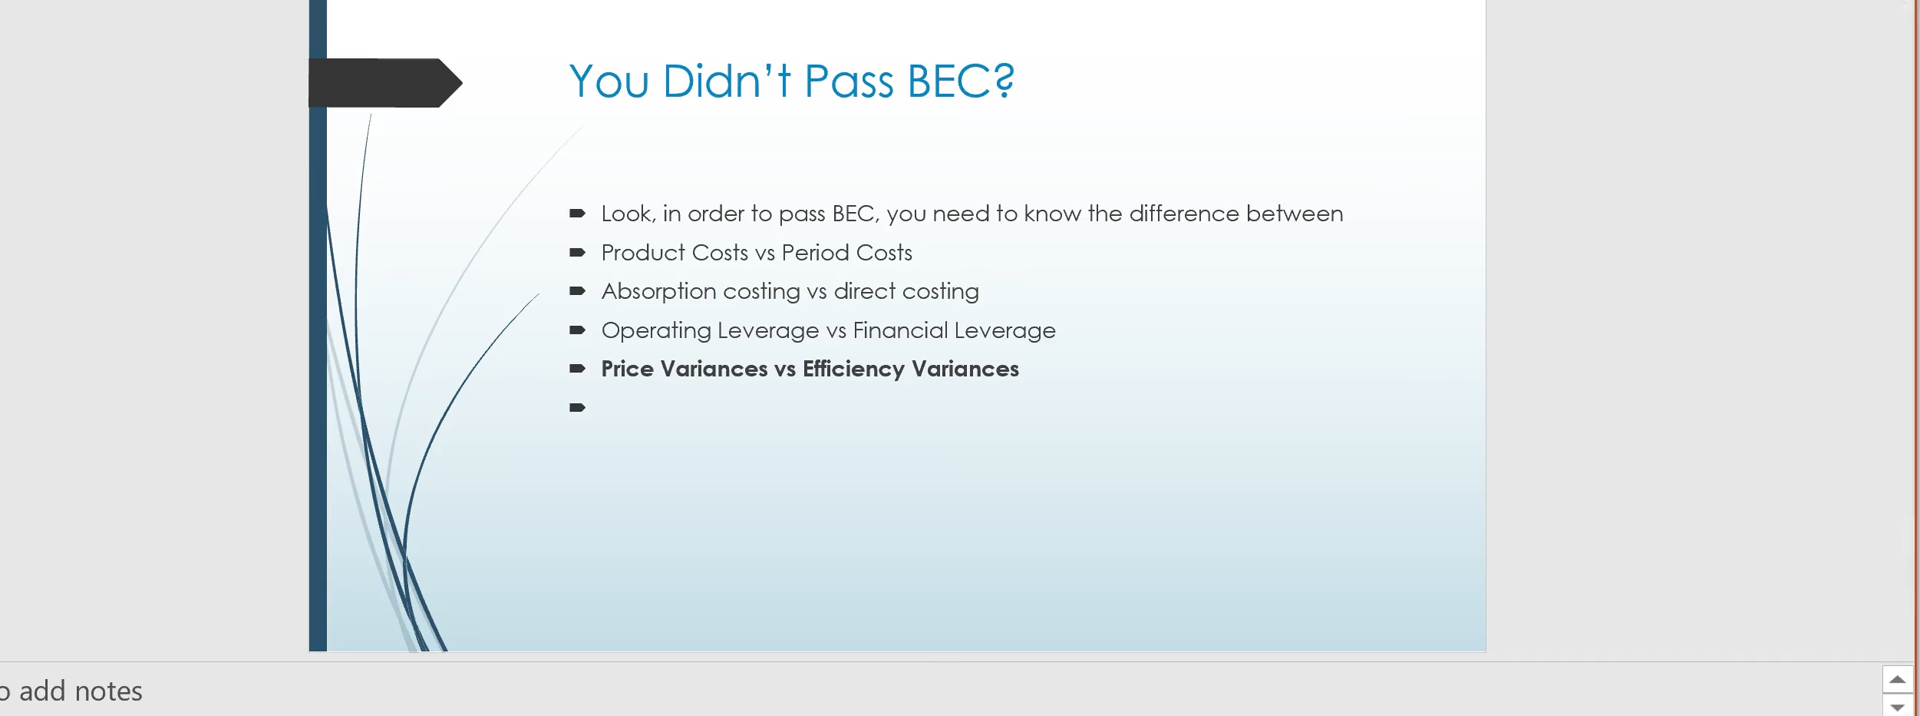 You Didn’t Pass BEC?
Look, in order to pass BEC, you need to know the difference between
Product Costs vs Period Costs
Absorption costing vs direct costing
Operating Leverage vs Financial Leverage
Price Variances vs Efficiency Variances
o add notes